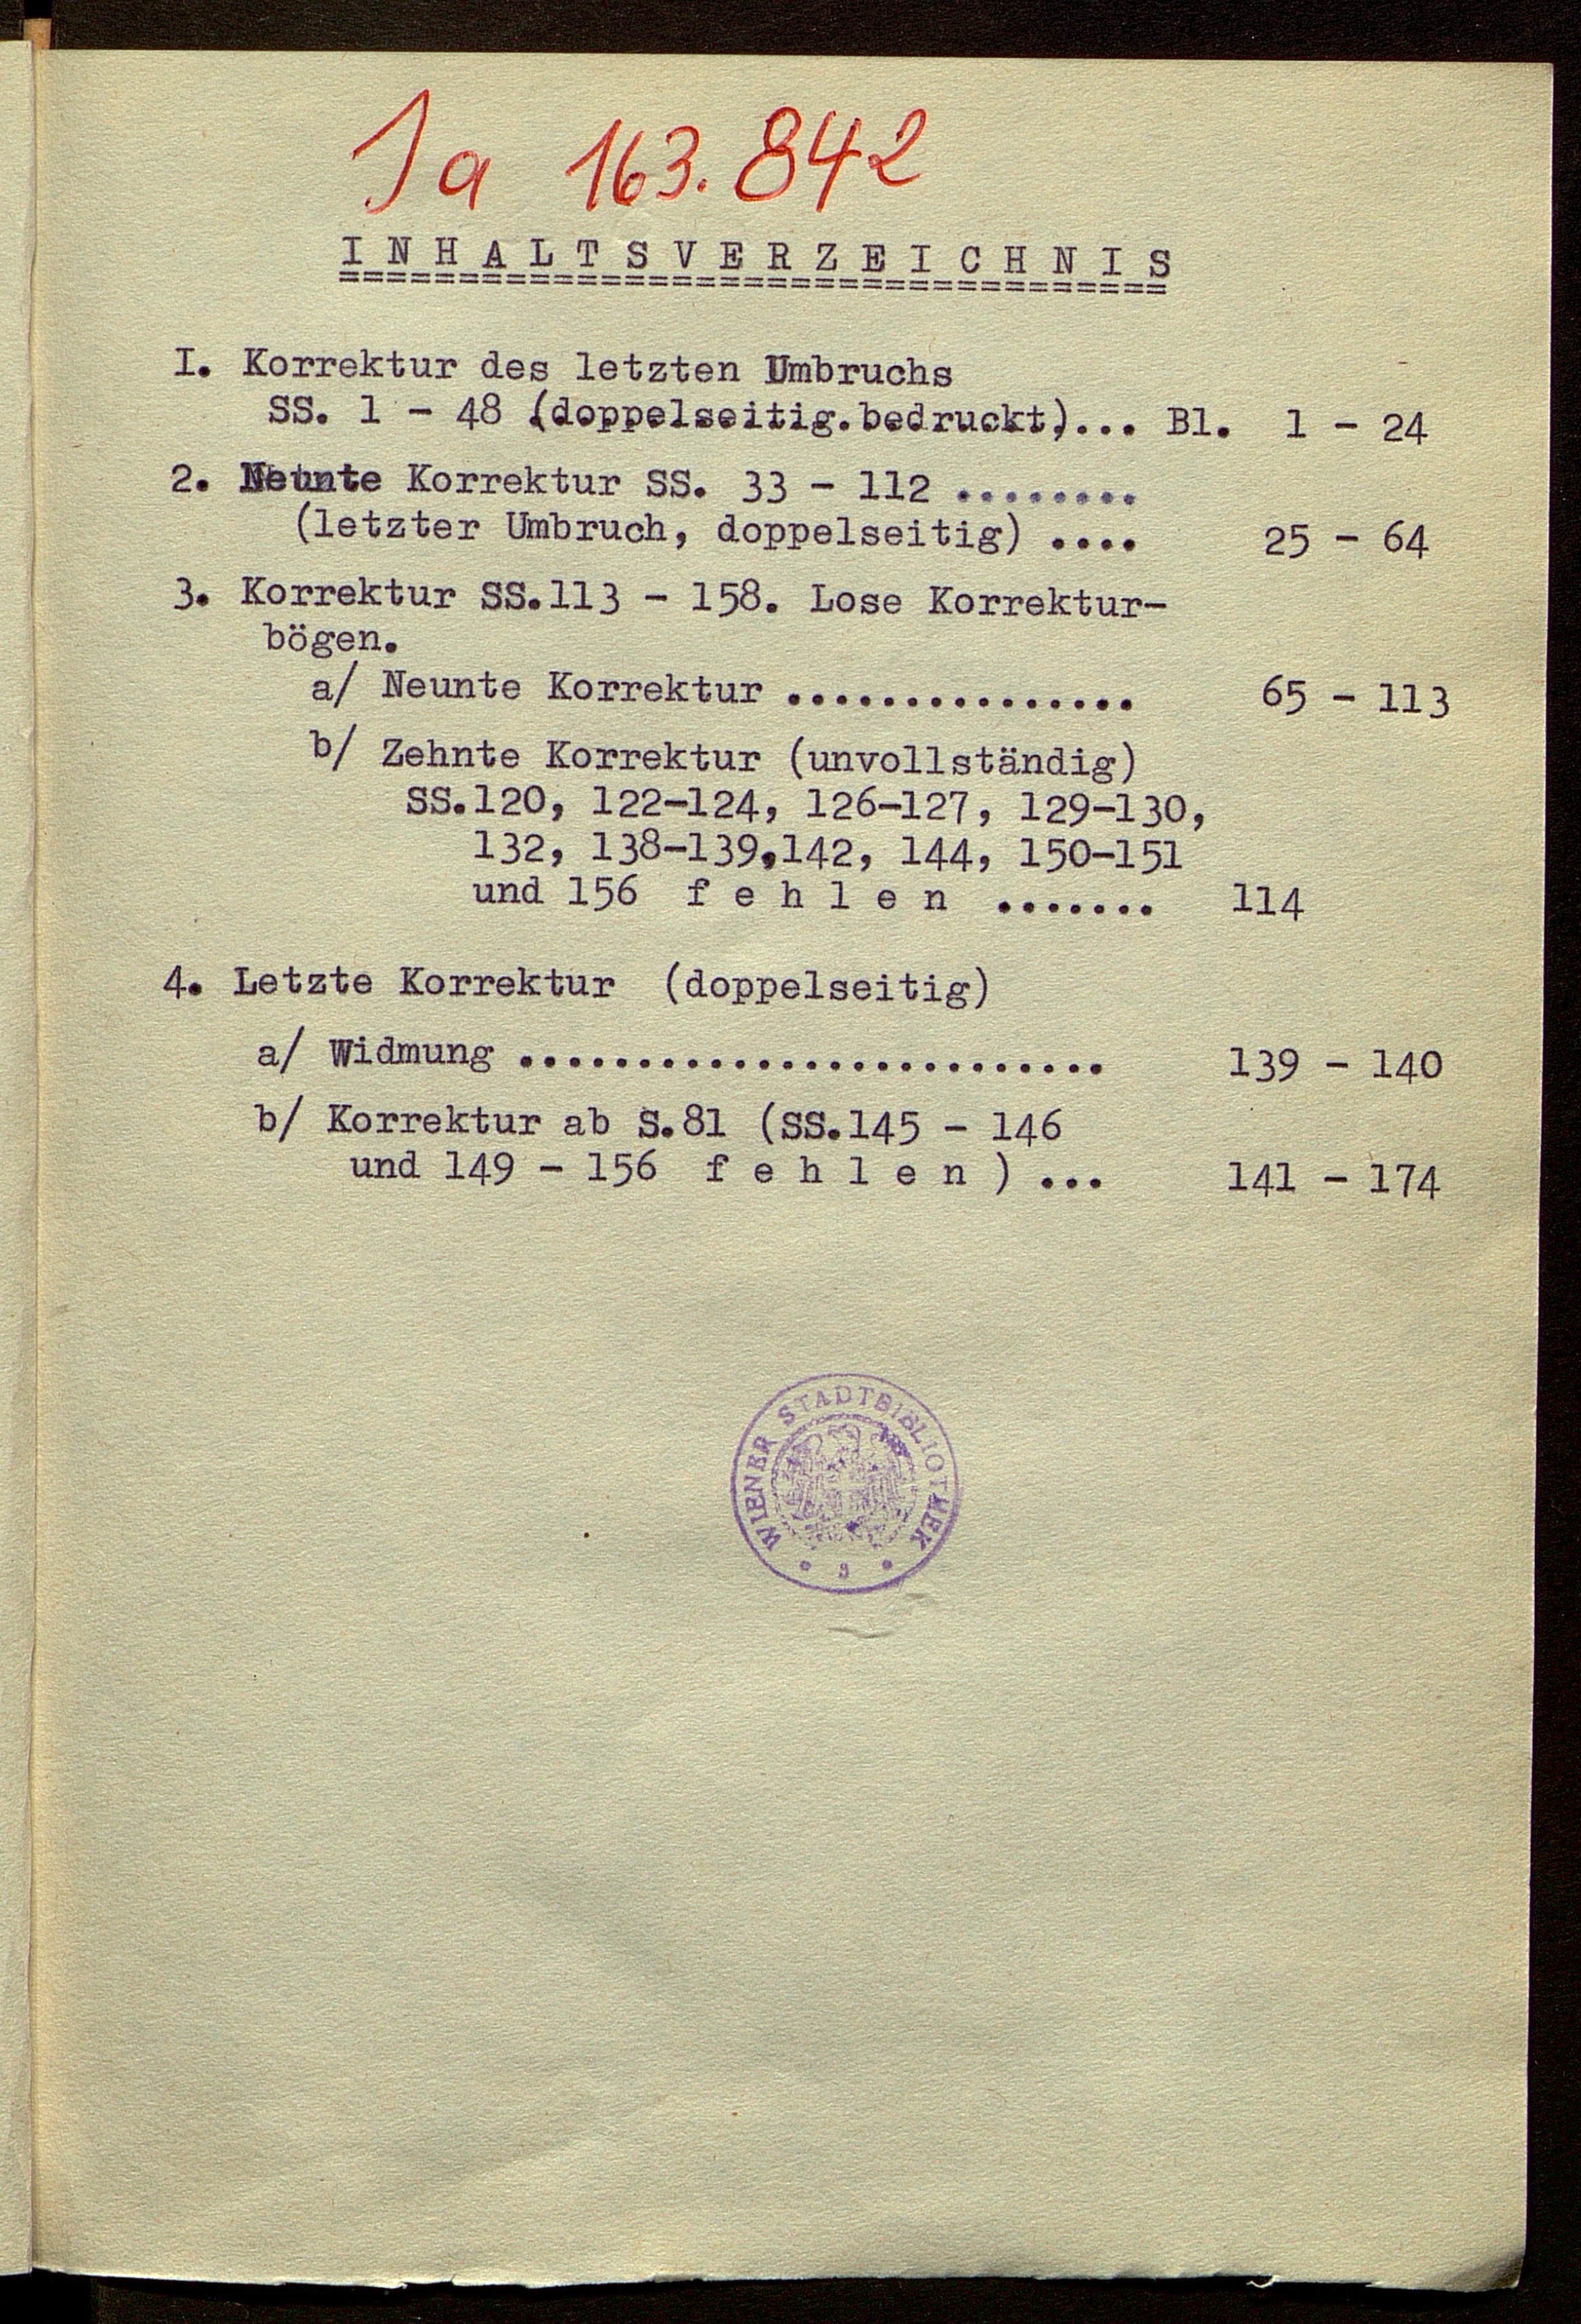 Ja 163.842
I N H A L T S V E R Z E I C H N I S
===================================
I. Korrektur des letzten Umbruchs
SS. 1 - 48 (doppelseitig.bedruckt)... Bl. 1 - 24
2. Neunte Korrektur SS. 33 - 112 ........
(letzter Umbruch, doppelseitig) .... 25 - 64
3. Korrektur SS.113 - 158. Lose Korrektur-
bögen.
a/ Neunte Korrektur ............... 65 - 113
b/ Zehnte Korrektur (unvollständig)
SS.120, 122-124, 126-127, 129-130,
132, 138-139,142, 144, 150-151
und 156 f e h l e n ....... 114
4. Letzte Korrektur (doppelseitig)
a/ Widmung ......................... 139 - 140
b/ Korrektur ab S.81 (SS.145 - 146
und 149 - 156 f e h l e n ) ... 141 - 174
WIENER STADTBIBLIOTHEK